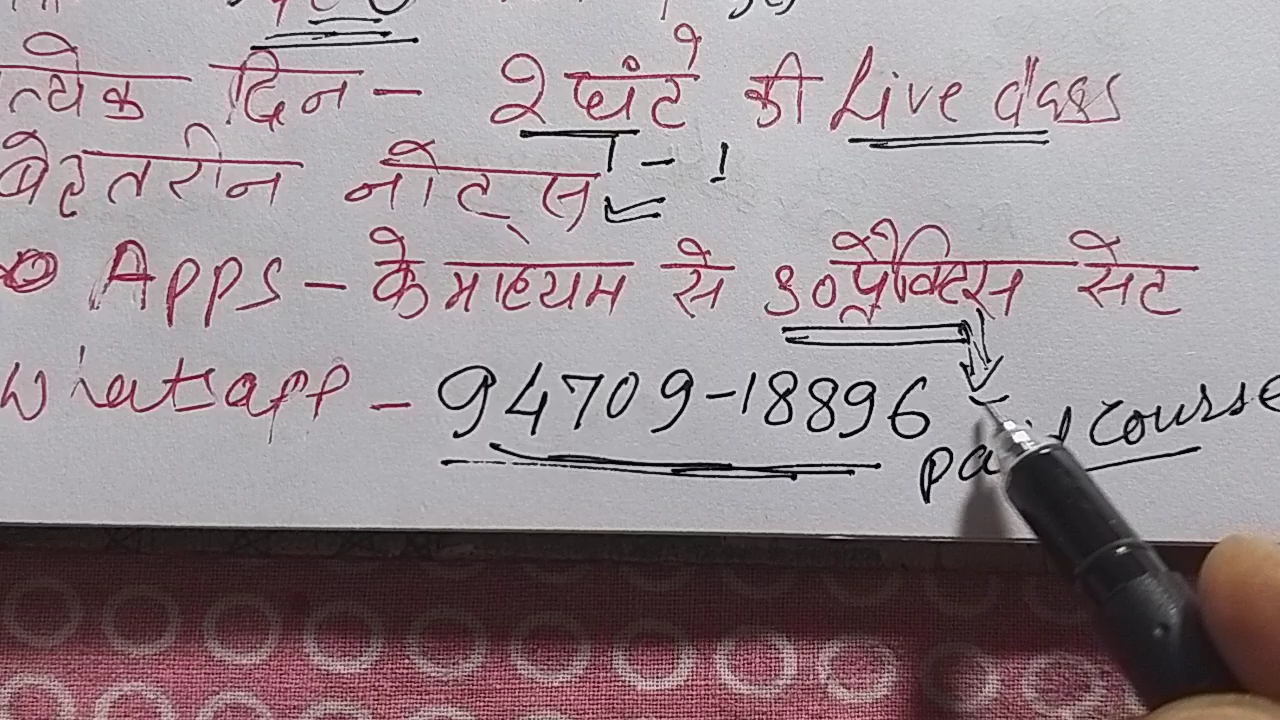 त्येक दिन - 2 घंटे की Live class
बेहतरीन नोट्स
Apps - के माध्यम से 30 प्रैक्टिस सेट
Whatsapp - 94709-18896
paid course